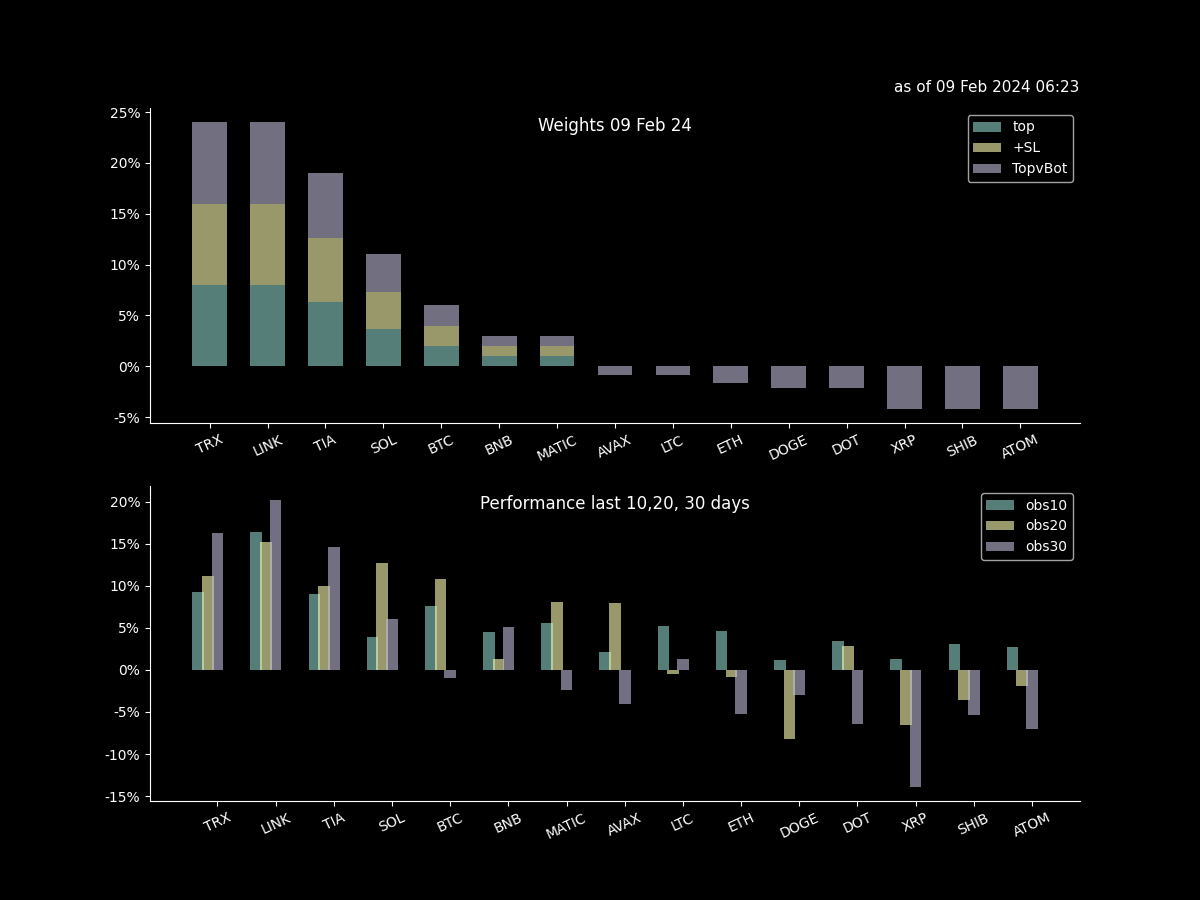 as of 09 Feb 2024 06:23
Weights 09 Feb 24
top
+SL
TopvBot
25%
20%
15%
10%
5%
0%
-5%
TRX LINK TIA SOL BTC BNB MATIC AVAX LTC ETH DOGE DOT XRP SHIB ATOM
Performance last 10,20, 30 days
obs10
obs20
obs30
20%
15%
10%
5%
0%
-5%
-10%
-15%
TRX LINK TIA SOL BTC BNB MATIC AVAX LTC ETH DOGE DOT XRP SHIB ATOM